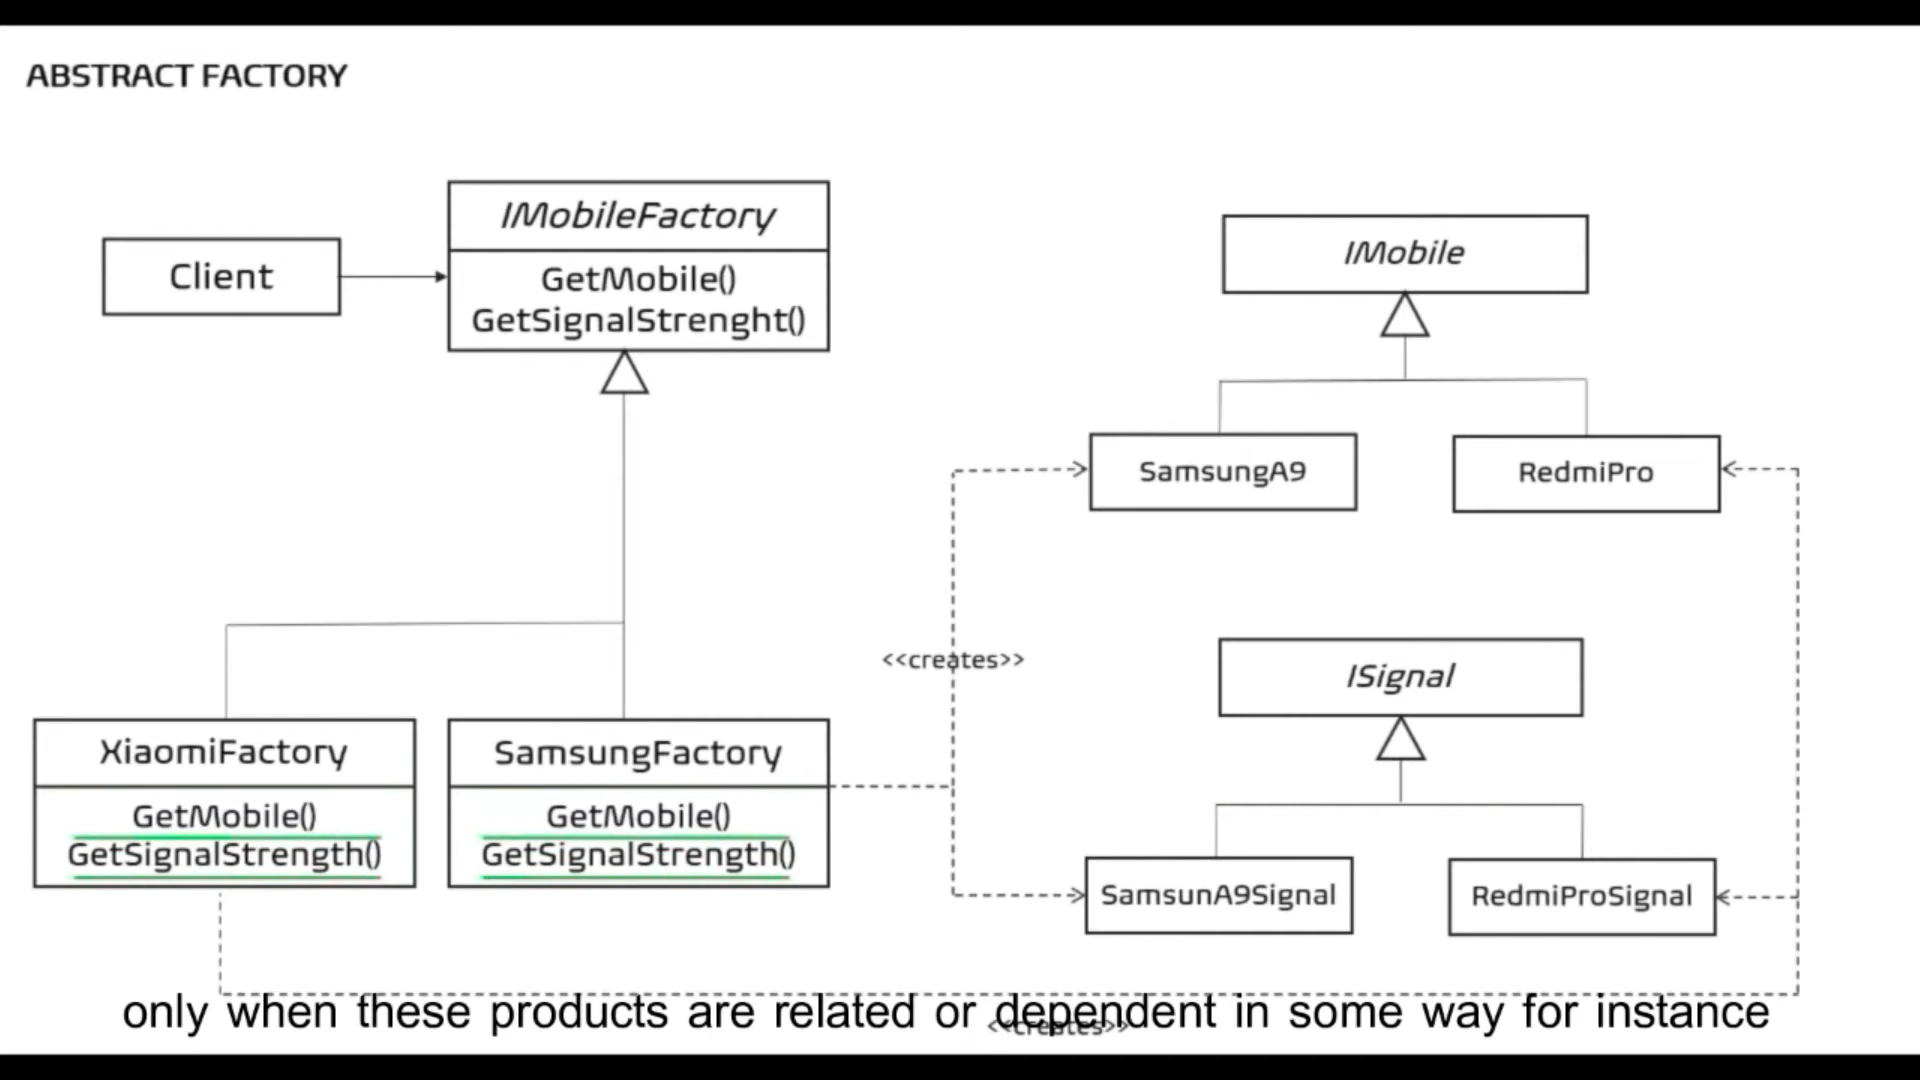 ABSTRACT FACTORY
Client
IMobileFactory
GetMobile()
GetSignalStrenght()
IMobile
SamsungA9
RedmiPro
<<creates>>
ISignal
XiaomiFactory
GetMobile()
GetSignalStrength()
SamsungFactory
GetMobile()
GetSignalStrength()
SamsunA9Signal
RedmiProSignal
only when these products are related or dependent in some way for instance
<<creates>>